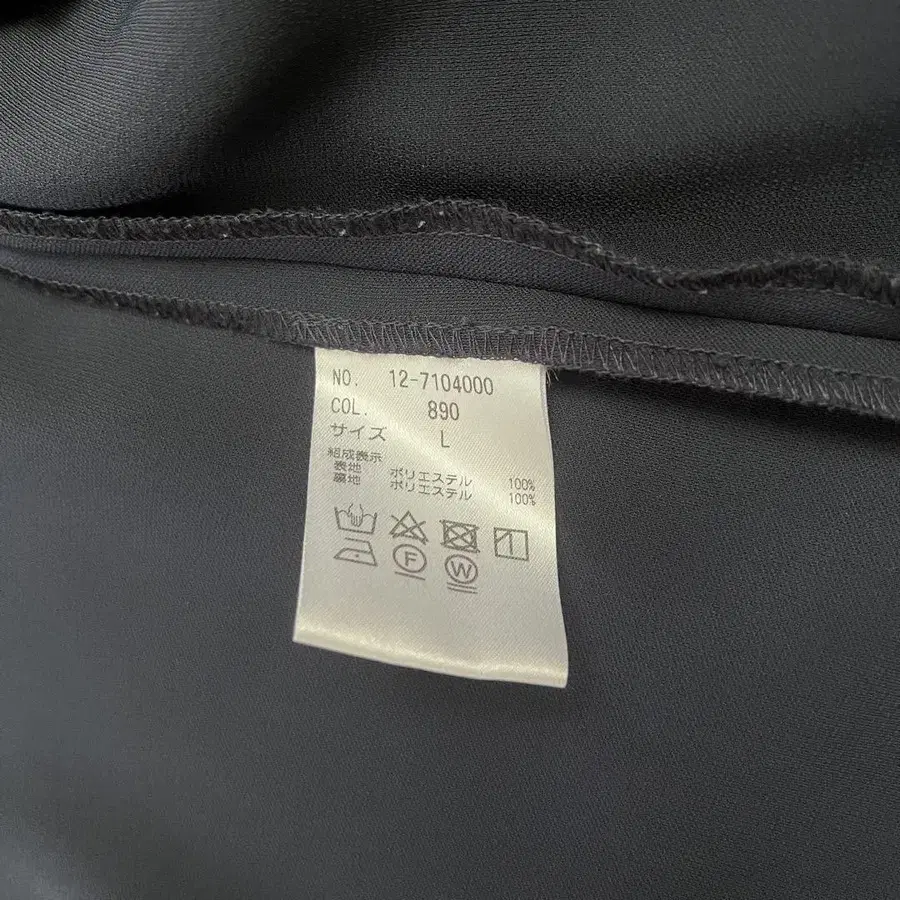 NO. 12-7104000
COL. 890
サイズ L
組成表示
表地 ポリエステル 100%
裏地 ポリエステル 100%
F W